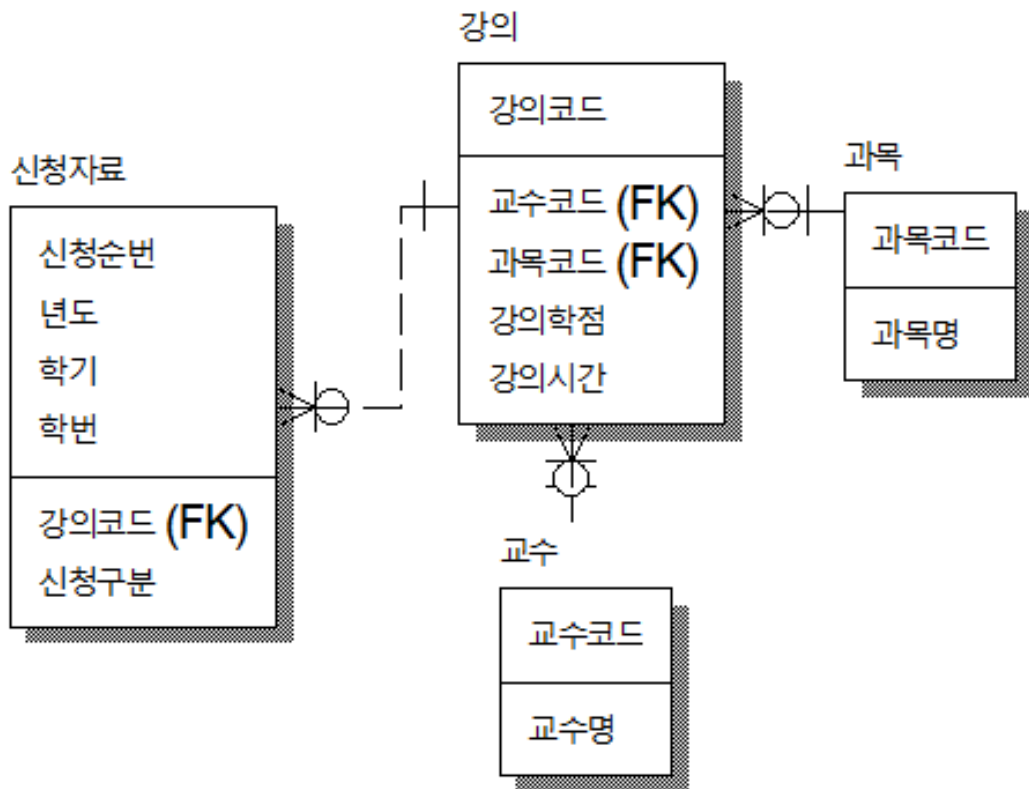 강의
강의코드
교수코드 (FK)
과목코드 (FK)
강의학점
강의시간
신청자료
신청순번
년도
학기
학번
강의코드 (FK)
신청구분
과목
과목코드
과목명
교수
교수코드
교수명